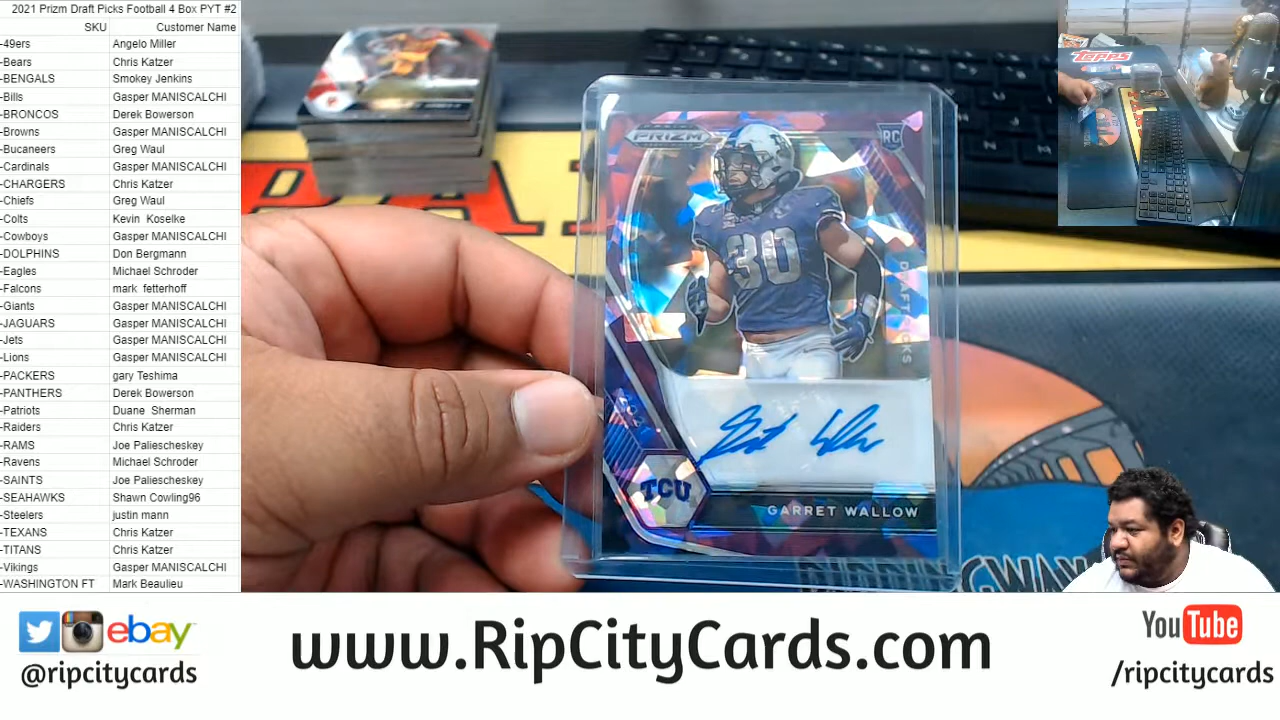 2021 Prizm Draft Picks Football 4 Box PYT #2
SKU Customer Name
-49ers Angelo Miller
-Bears Chris Katzer
-BENGALS Smokey Jenkins
-Bills Gasper MANISCALCHI
-BRONCOS Derek Bowerson
-Browns Gasper MANISCALCHI
-Bucaneers Greg Waul
-Cardinals Gasper MANISCALCHI
-CHARGERS Chris Katzer
-Chiefs Greg Waul
-Colts Kevin Koselke
-Cowboys Gasper MANISCALCHI
-DOLPHINS Don Bergmann
-Eagles Michael Schroder
-Falcons mark fetterhoff
-Giants Gasper MANISCALCHI
-JAGUARS Gasper MANISCALCHI
-Jets Gasper MANISCALCHI
-Lions Gasper MANISCALCHI
-PACKERS gary Teshima
-PANTHERS Derek Bowerson
-Patriots Duane Sherman
-Raiders Chris Katzer
-RAMS Joe Paliescheskey
-Ravens Michael Schroder
-SAINTS Joe Paliescheskey
-SEAHAWKS Shawn Cowling96
-Steelers justin mann
-TEXANS Chris Katzer
-TITANS Chris Katzer
-Vikings Gasper MANISCALCHI
-WASHINGTON FT Mark Beaulieu
PRIZM
RC
30
DRAFT PICKS
TCU
GARRET WALLOW
TOPPS
ebay
@ripcitycards
www.RipCityCards.com
YouTube
/ripcitycards